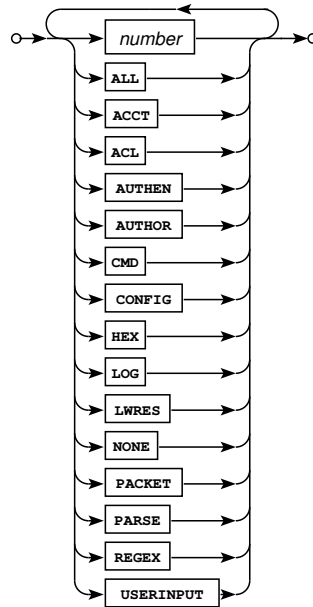 number
ALL
ACCT
ACL
AUTHEN
AUTHOR
CMD
CONFIG
HEX
LOG
LWRES
NONE
PACKET
PARSE
REGEX
USERINPUT